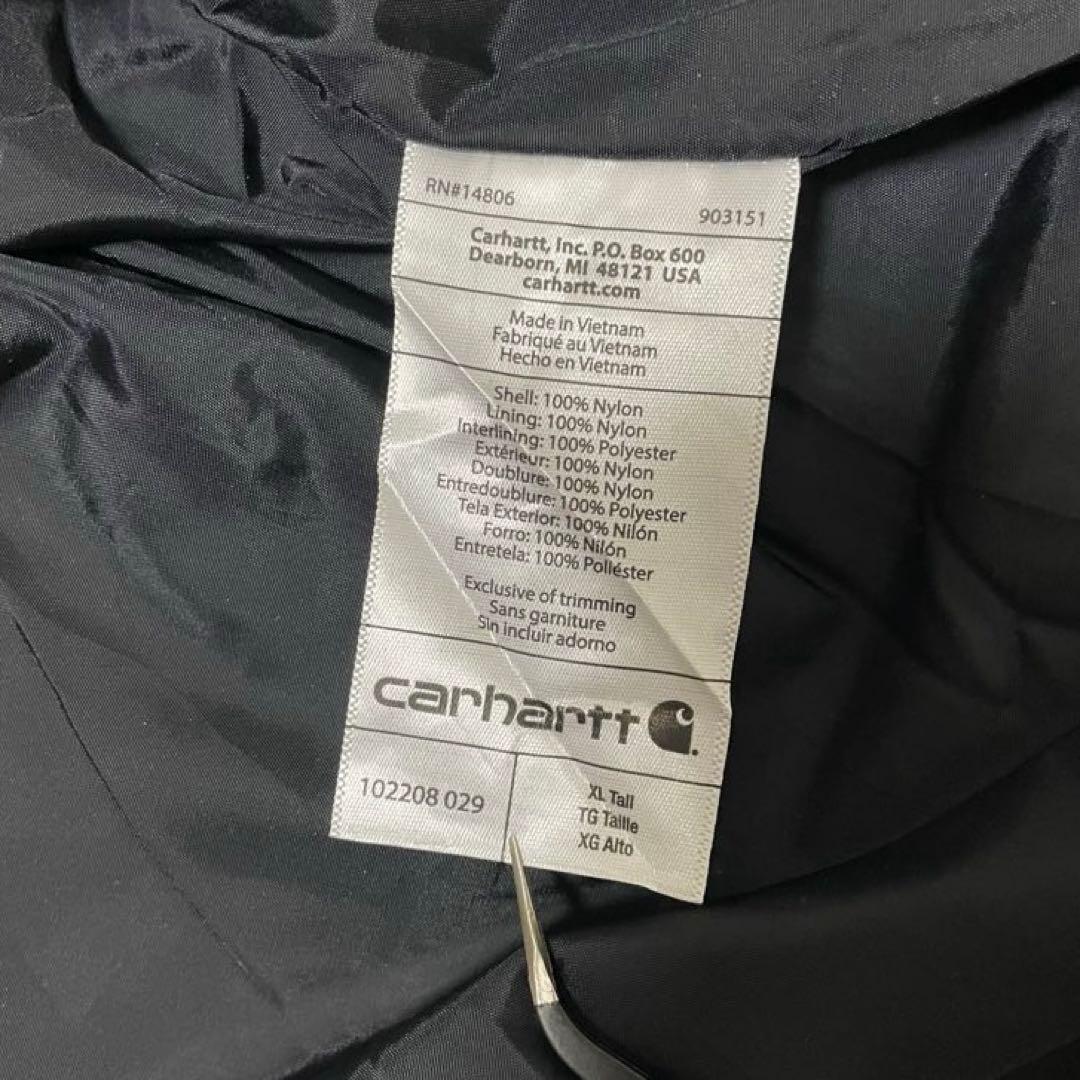 RN#14806
903151
Carhartt, Inc. P.O. Box 600
Dearborn, MI 48121 USA
carhartt.com
Made in Vietnam
Fabriqué au Vietnam
Hecho en Vietnam
Shell: 100% Nylon
Lining: 100% Nylon
Interlining: 100% Polyester
Extérieur: 100% Nylon
Doublure: 100% Nylon
Entredoublure: 100% Polyester
Tela Exterior: 100% Nilón
Forro: 100% Nilón
Entretela: 100% Poliéster
Exclusive of trimming
Sans garniture
Sin incluir adorno
carhartt
102208 029
XL Tall
TG Taille
XG Alto